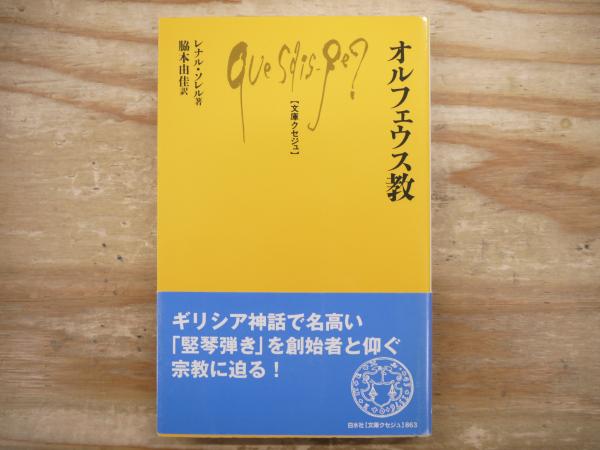 オルフェウス教
Que sais-je?
［文庫クセジュ］
レナル・ソレル著
脇本由佳訳
ギリシア神話で名高い
「竪琴弾き」を創始者と仰ぐ
宗教に迫る！
白水社［文庫クセジュ］863